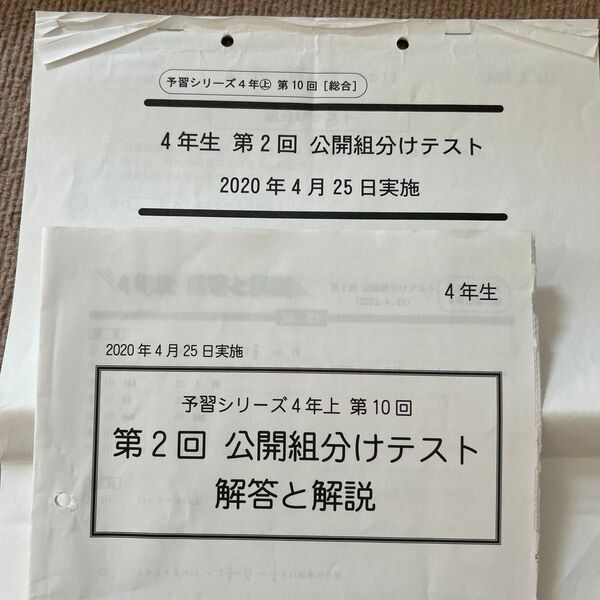 予習シリーズ4年㊤ 第10回［総合］
4年生 第2回 公開組分けテスト
2020年4月25日実施
4年生
2020年4月25日実施
予習シリーズ4年上 第10回
第2回 公開組分けテスト
解答と解説